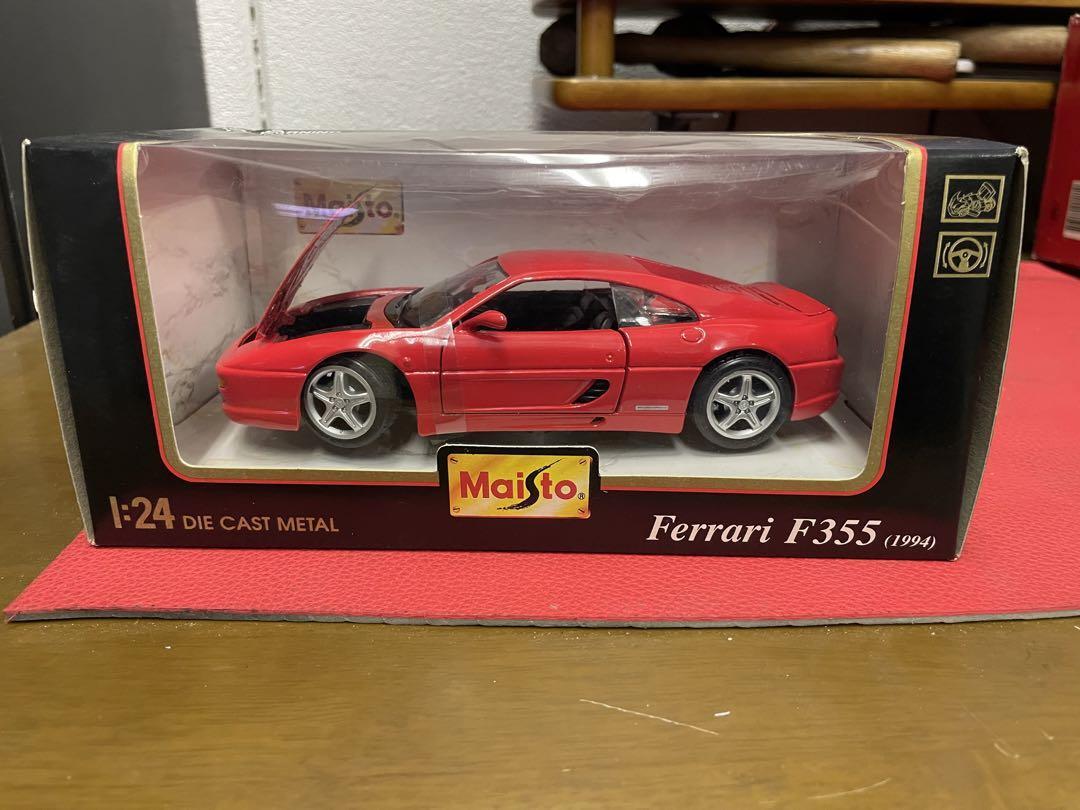 Maisto
Maisto®
1:24 DIE CAST METAL
Ferrari F355 (1994)